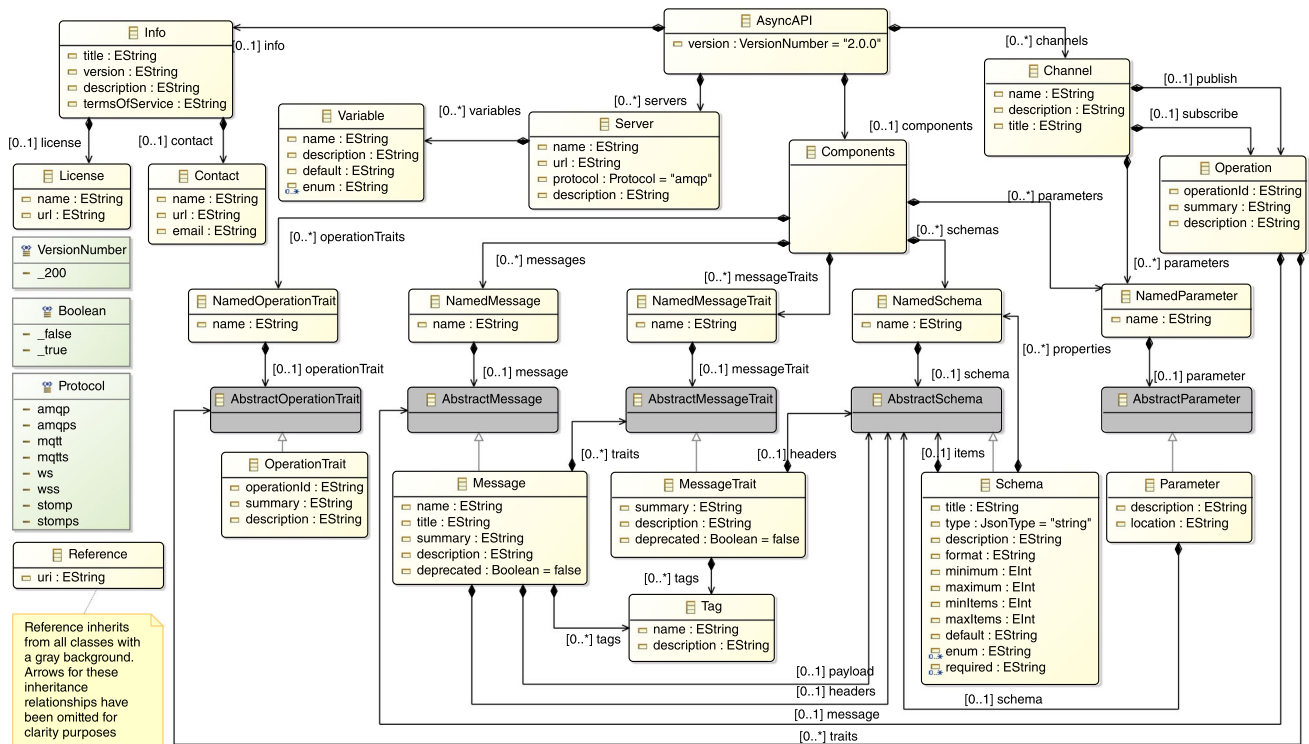 AsyncAPI
version : VersionNumber = "2.0.0"
Info
title : EString
version : EString
description : EString
termsOfService : EString
[0..1] info
[0..*] channels
Channel
name : EString
description : EString
title : EString
[0..1] publish
[0..1] subscribe
[0..*] servers
[0..*] variables
Variable
name : EString
description : EString
default : EString
enum : EString
Server
name : EString
url : EString
protocol : Protocol = "amqp"
description : EString
[0..1] components
Components
[0..1] license
[0..1] contact
License
name : EString
url : EString
Contact
name : EString
url : EString
email : EString
Operation
operationId : EString
summary : EString
description : EString
VersionNumber
_200
Boolean
_false
_true
Protocol
amqp
amqps
mqtt
mqtts
ws
wss
stomp
stomps
[0..*] operationTraits
[0..*] messages
[0..*] messageTraits
[0..*] schemas
[0..*] parameters
[0..*] parameters
NamedOperationTrait
name : EString
NamedMessage
name : EString
NamedMessageTrait
name : EString
NamedSchema
name : EString
NamedParameter
name : EString
[0..*] properties
[0..1] operationTrait
[0..1] message
[0..1] messageTrait
[0..1] schema
[0..1] parameter
AbstractOperationTrait
AbstractMessage
AbstractMessageTrait
AbstractSchema
AbstractParameter
[0..*] traits
[0..1] headers
[0..1] items
OperationTrait
operationId : EString
summary : EString
description : EString
Message
name : EString
title : EString
summary : EString
description : EString
deprecated : Boolean = false
MessageTrait
summary : EString
description : EString
deprecated : Boolean = false
Schema
title : EString
type : JsonType = "string"
description : EString
format : EString
minimum : EInt
maximum : EInt
minItems : EInt
maxItems : EInt
default : EString
enum : EString
required : EString
Parameter
description : EString
location : EString
[0..*] tags
Tag
name : EString
description : EString
[0..*] tags
Reference
uri : EString
Reference inherits
from all classes with
a gray background.
Arrows for these
inheritance
relationships have
been omitted for
clarity purposes
[0..1] payload
[0..1] headers
[0..1] schema
[0..1] message
[0..*] traits